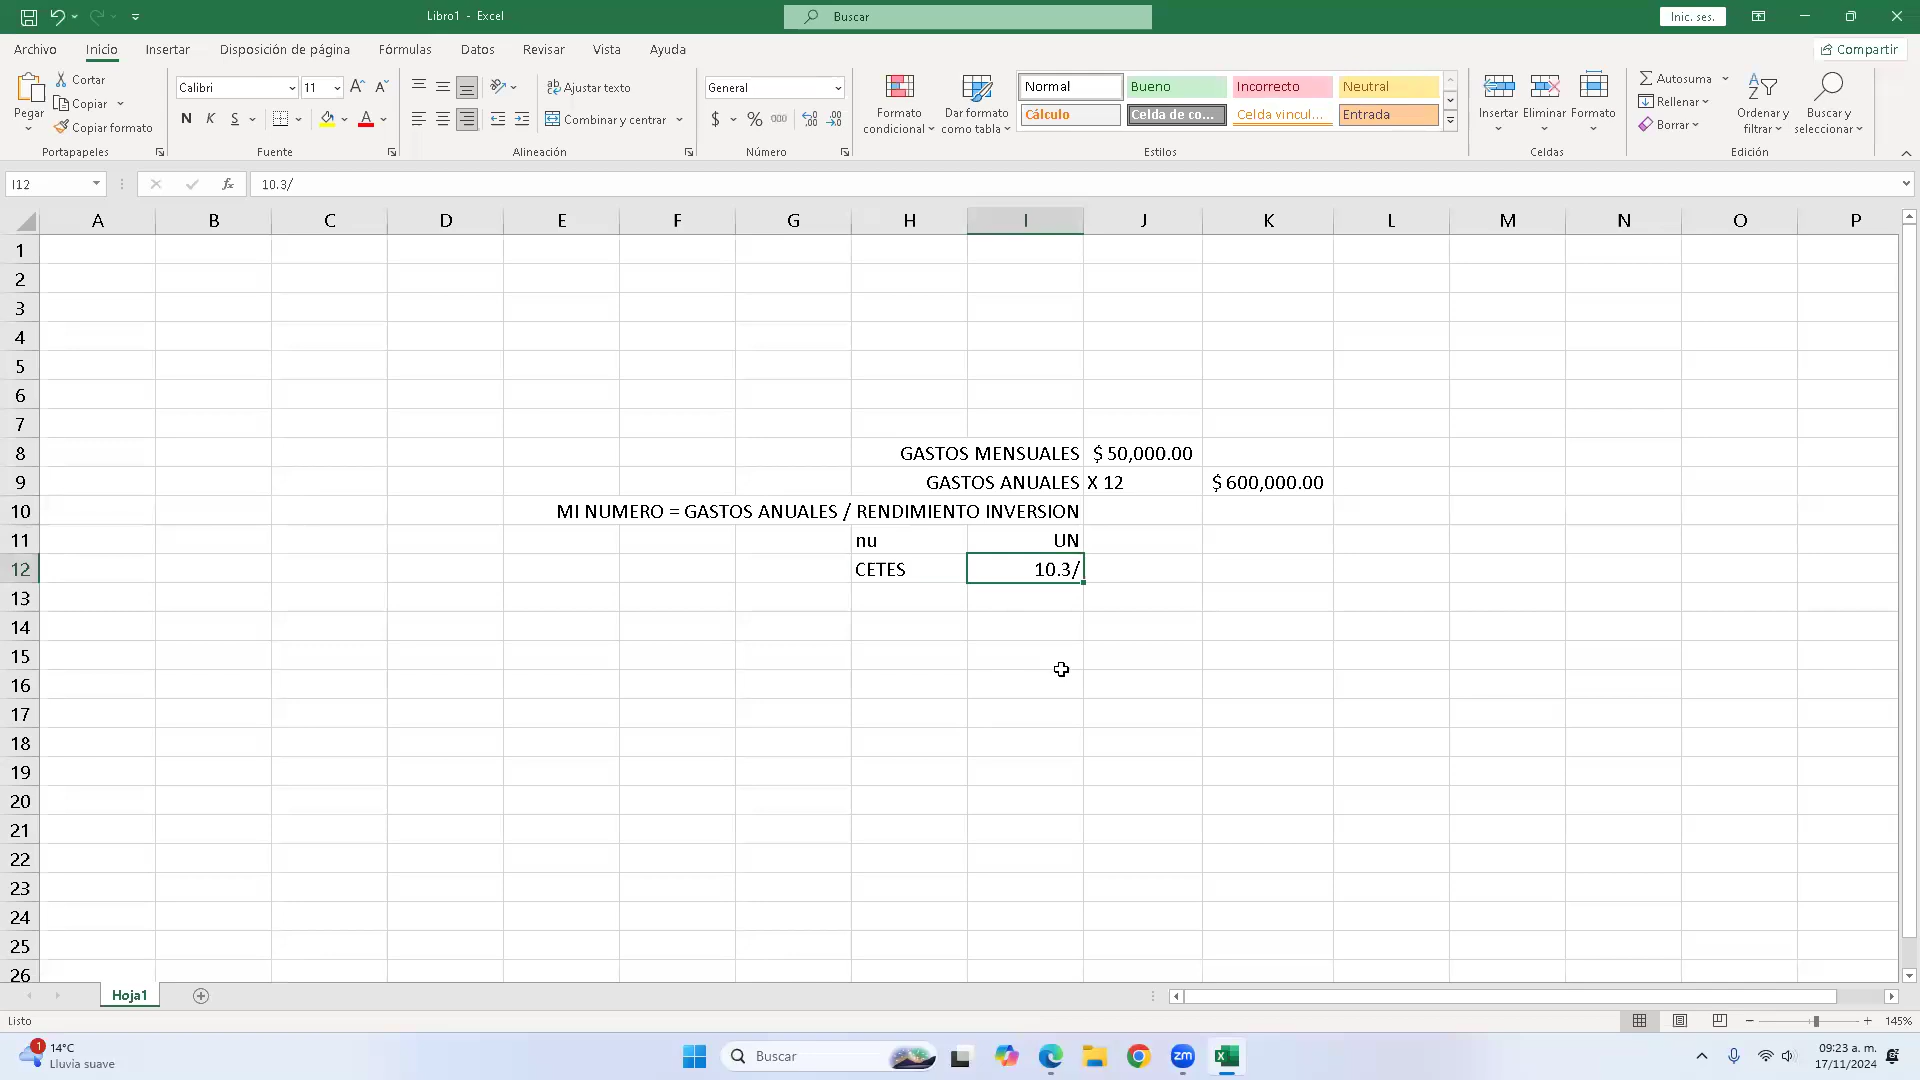 Libro1 - Excel
Buscar
Inic. ses.
Archivo Inicio Insertar Disposición de página Fórmulas Datos Revisar Vista Ayuda
Compartir
Pegar
Cortar
Copiar
Copiar formato
Portapapeles
Calibri 11
N K S
Fuente
Ajustar texto
Combinar y centrar
Alineación
General
$ % 000
Número
Formato condicional
Dar formato como tabla
Normal Bueno Incorrecto Neutral
Cálculo Celda de co... Celda vincul... Entrada
Estilos
Insertar Eliminar Formato
Celdas
Autosuma
Rellenar
Borrar
Ordenar y filtrar
Buscar y seleccionar
Edición
I12 fx 10.3/
A B C D E F G H I J K L M N O P
1
2
3
4
5
6
7
8 GASTOS MENSUALES $ 50,000.00
9 GASTOS ANUALES X 12 $ 600,000.00
10 MI NUMERO = GASTOS ANUALES / RENDIMIENTO INVERSION
11 nu UN
12 CETES 10.3/
13
14
15
16
17
18
19
20
21
22
23
24
25
26
Hoja1
Listo
145%
1
14°C
Lluvia suave
Buscar
zm
09:23 a. m.
17/11/2024